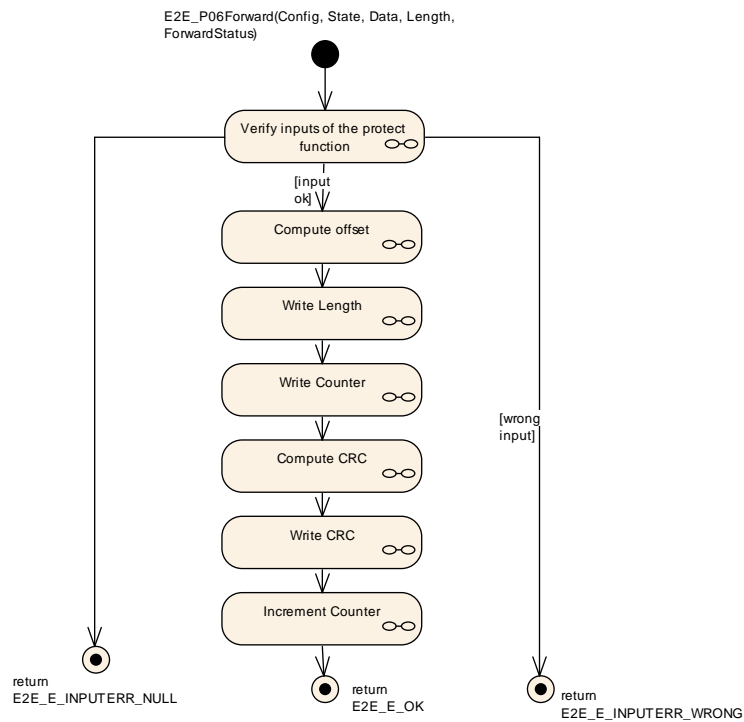 E2E_P06Forward(Config, State, Data, Length,
ForwardStatus)
Verify inputs of the protect
function
[input
ok]
Compute offset
Write Length
Write Counter
[wrong
input]
Compute CRC
Write CRC
Increment Counter
return
E2E_E_INPUTERR_NULL
return
E2E_E_OK
return
E2E_E_INPUTERR_WRONG